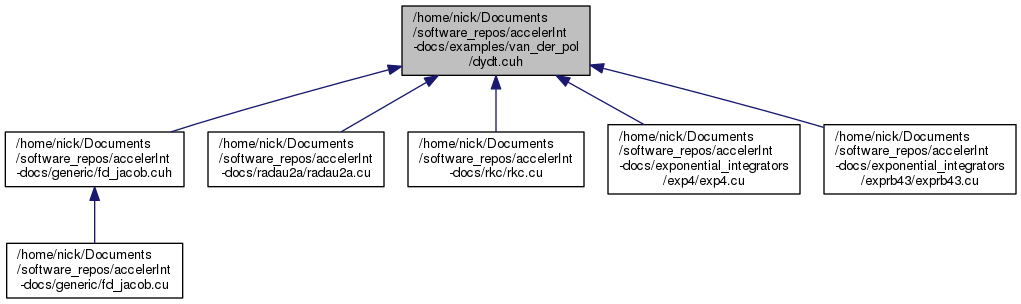 /home/nick/Documents
/software_repos/accelerInt
-docs/examples/van_der_pol
/dydt.cuh
/home/nick/Documents
/software_repos/accelerInt
-docs/generic/fd_jacob.cuh
/home/nick/Documents
/software_repos/accelerInt
-docs/radau2a/radau2a.cu
/home/nick/Documents
/software_repos/accelerInt
-docs/rkc/rkc.cu
/home/nick/Documents
/software_repos/accelerInt
-docs/exponential_integrators
/exp4/exp4.cu
/home/nick/Documents
/software_repos/accelerInt
-docs/exponential_integrators
/exprb43/exprb43.cu
/home/nick/Documents
/software_repos/accelerInt
-docs/generic/fd_jacob.cu